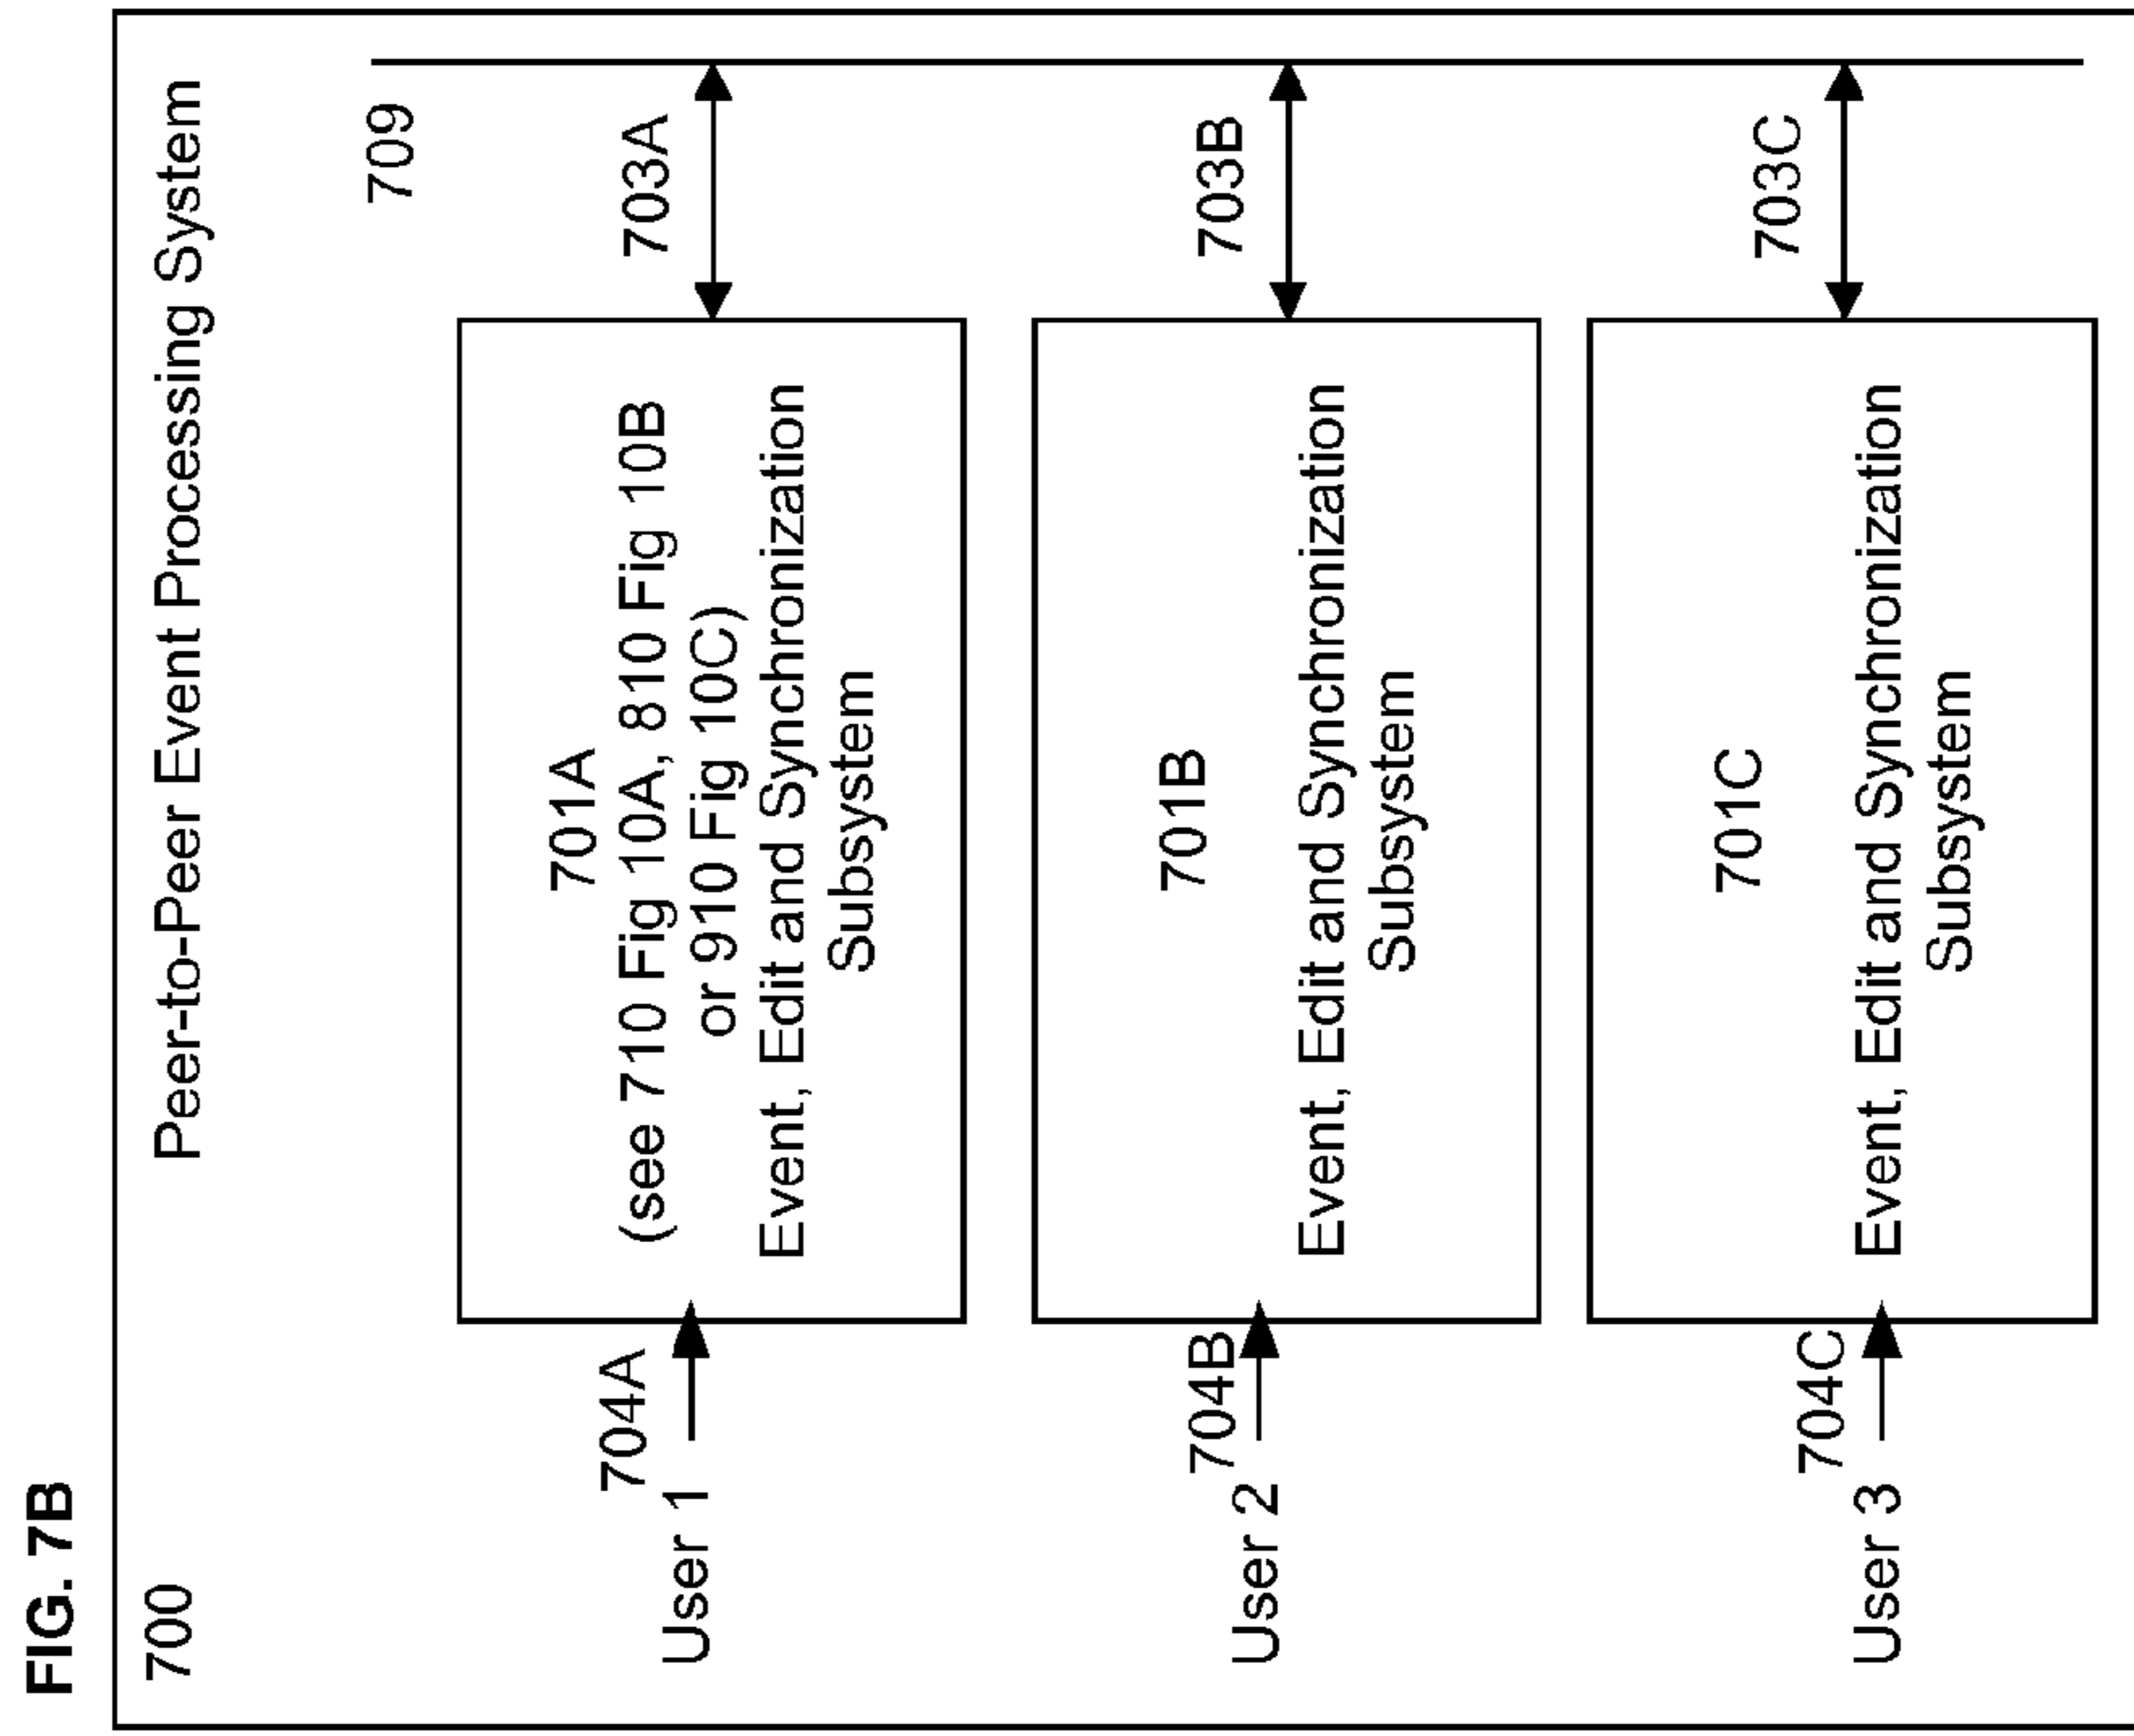 FIG. 7B
700
Peer-to-Peer Event Processing System
709
704A
User 1
701A
(see 710 Fig 10A, 810 Fig 10B
or 910 Fig 10C)
Event, Edit and Synchronization
Subsystem
703A
704B
User 2
701B
Event, Edit and Synchronization
Subsystem
703B
704C
User 3
701C
Event, Edit and Synchronization
Subsystem
703C